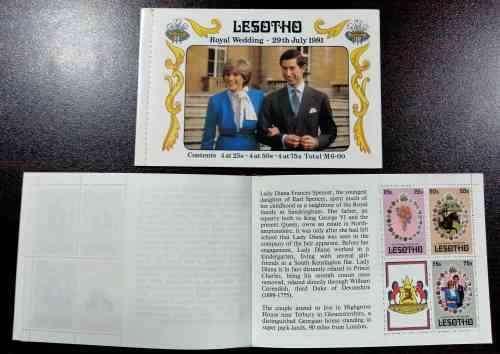 LESOTHO
Royal Wedding - 29th July 1981
Contents 4 at 25s - 4 at 50s - 4 at 75s Total M6-00
Lady Diana Frances Spencer, the youngest
daughter of Earl Spencer, spent much of
her childhood as a neighbour of the Royal
family at Sandringham. Her father, an
equerry both to King George VI and the
present Queen, owns an estate in North-
amptonshire. It was only after she had left
school that Lady Diana was seen in the
company of the heir apparent. Before her
engagement, Lady Diana worked in a
Kindergarten, living with several girl-
friends in a South Kensington flat. Lady
Diana is in fact distantly related to Prince
Charles, being his seventh cousin once
removed, related directly through William
Cavendish, third Duke of Devonshire
The couple intend to live in Highgrove
House near Tetbury in Gloucestershire, a
distinguished Georgian house standing in
super park-lands, 90 miles from London.
25s
50s
LESOTHO
75s
LESOTHO